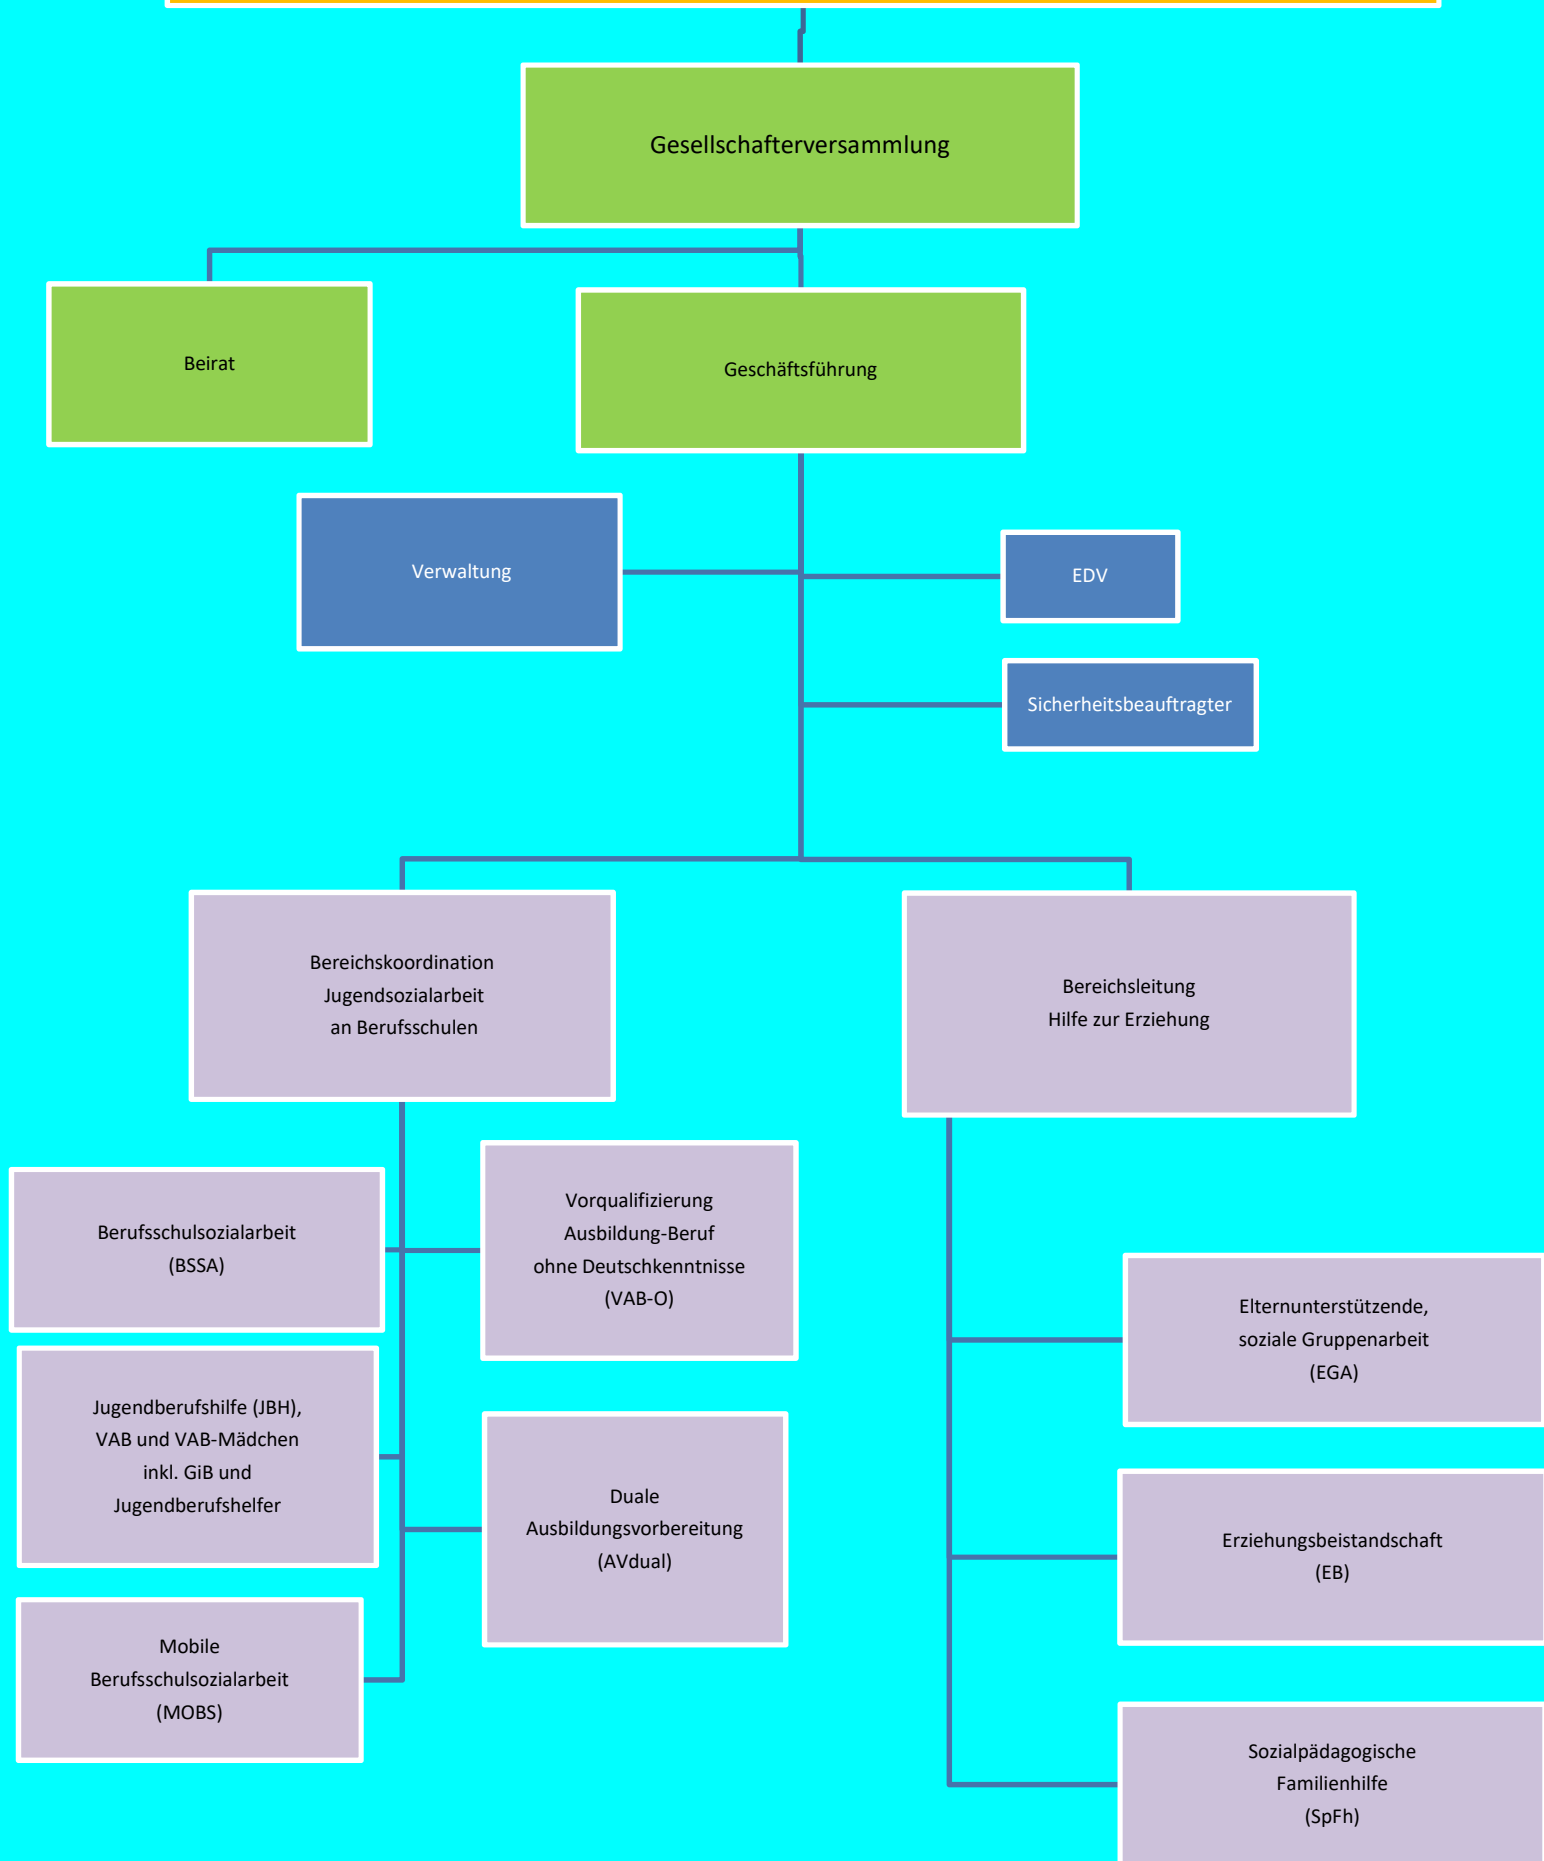 Gesellschafterversammlung
Beirat
Geschäftsführung
Verwaltung
EDV
Sicherheitsbeauftragter
Bereichskoordination
Jugendsozialarbeit
an Berufsschulen
Bereichsleitung
Hilfe zur Erziehung
Berufsschulsozialarbeit
(BSSA)
Vorqualifizierung
Ausbildung-Beruf
ohne Deutschkenntnisse
(VAB-O)
Elternunterstützende,
soziale Gruppenarbeit
(EGA)
Jugendberufshilfe (JBH),
VAB und VAB-Mädchen
inkl. GiB und
Jugendberufshelfer
Duale
Ausbildungsvorbereitung
(AVdual)
Erziehungsbeistandschaft
(EB)
Mobile
Berufsschulsozialarbeit
(MOBS)
Sozialpädagogische
Familienhilfe
(SpFh)